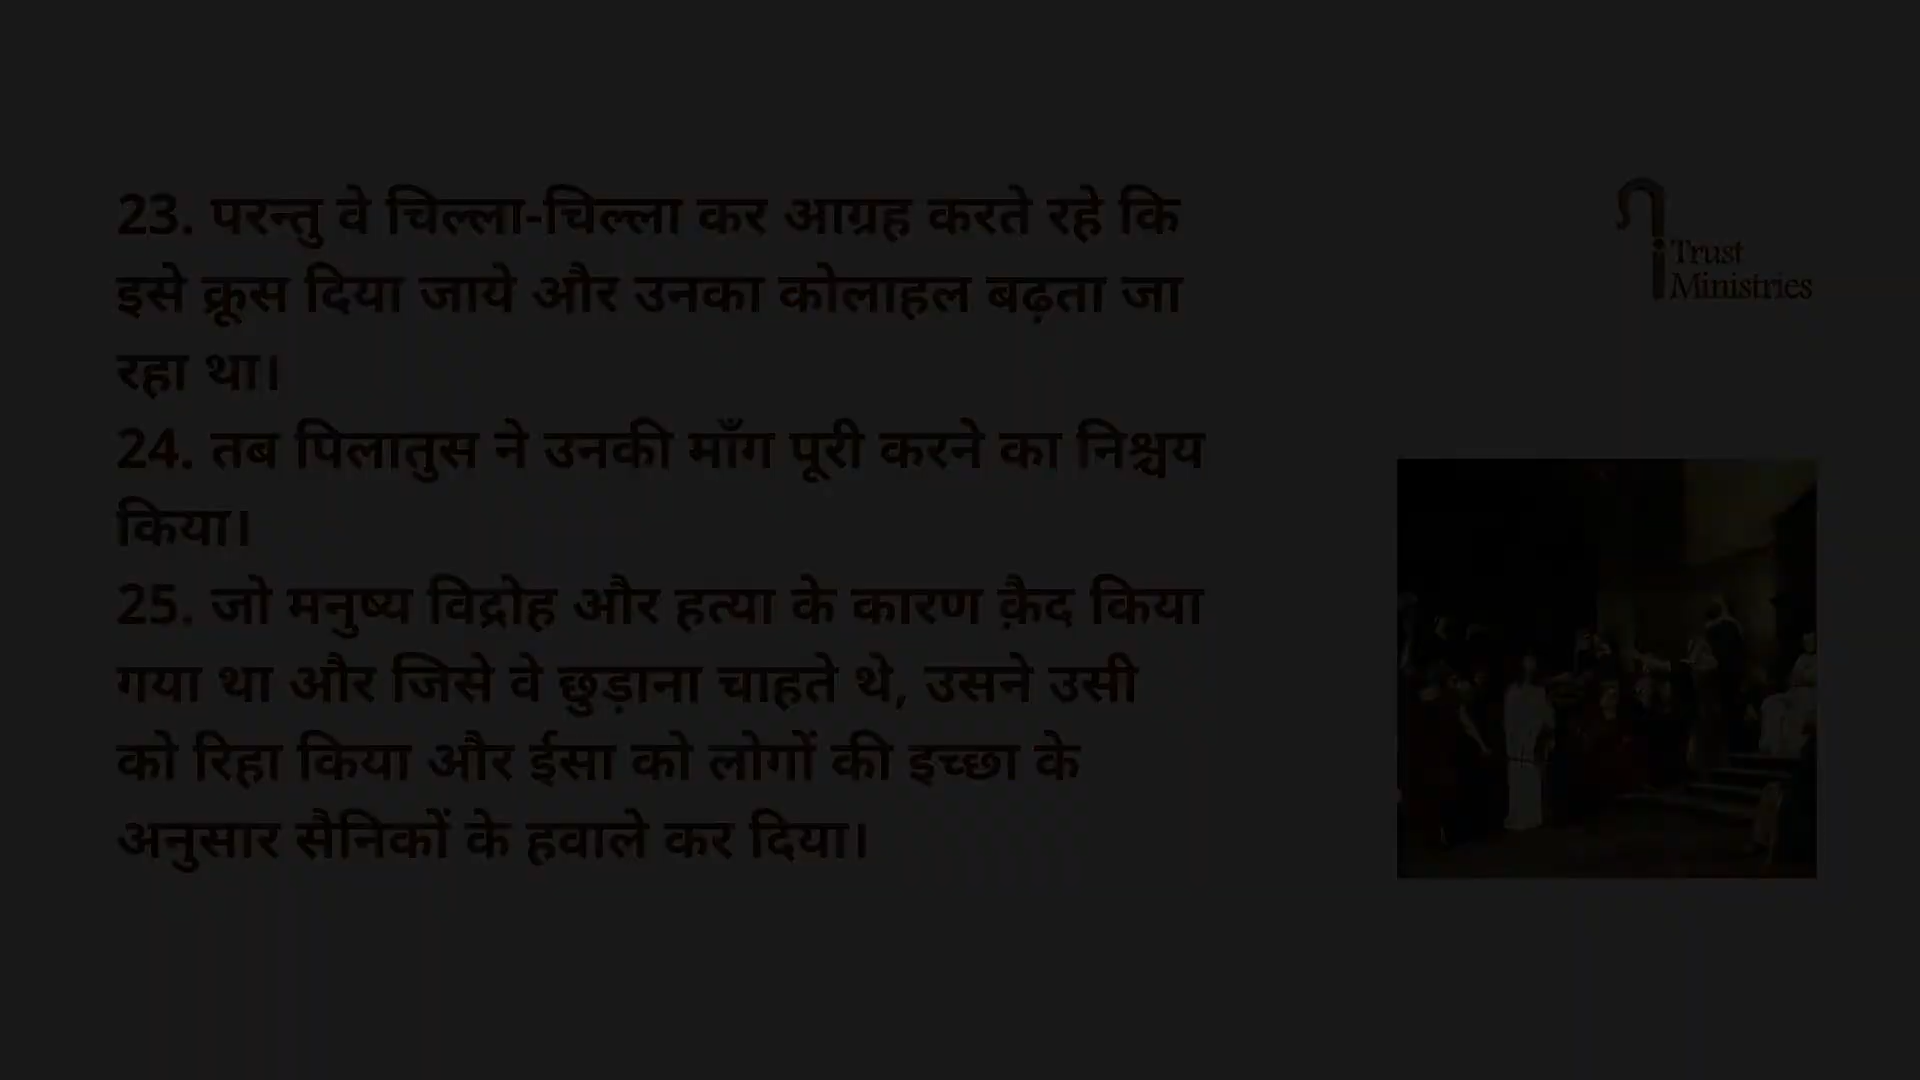 23. परन्तु वे चिल्ला-चिल्ला कर आग्रह करते रहे कि
इसे क्रूस दिया जाये और उनका कोलाहल बढ़ता जा
रहा था।
24. तब पिलातुस ने उनकी माँग पूरी करने का निश्चय
किया।
25. जो मनुष्य विद्रोह और हत्या के कारण क़ैद किया
गया था और जिसे वे छुड़ाना चाहते थे, उसने उसी
को रिहा किया और ईसा को लोगों की इच्छा के
अनुसार सैनिकों के हवाले कर दिया।
iTrust
Ministries